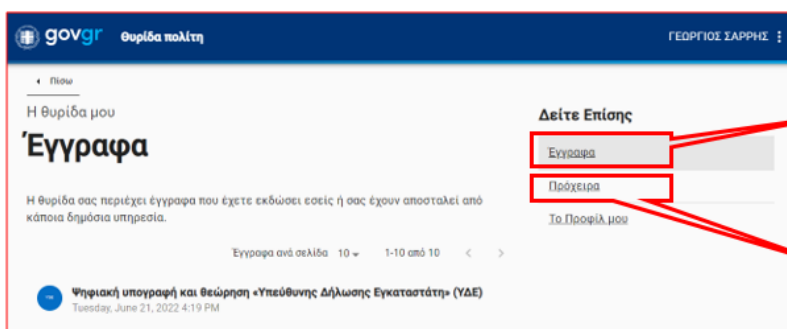 govgr θυρίδα πολίτη
ΓΕΩΡΓΙΟΣ ΣΑΡΡΗΣ
Πίσω
Η θυρίδα μου
Έγγραφα
Η θυρίδα σας περιέχει έγγραφα που έχετε εκδώσει εσείς ή σας έχουν αποσταλεί από
κάποια δημόσια υπηρεσία.
Έγγραφα ανά σελίδα 10 1-10 από 10
Ψηφιακή υπογραφή και θεώρηση «Υπεύθυνης Δήλωσης Εγκαταστάτη» (ΥΔΕ)
Tuesday, June 21, 2022 4:19 PM
Δείτε Επίσης
Έγγραφα
Πρόχειρα
Το Προφίλ μου